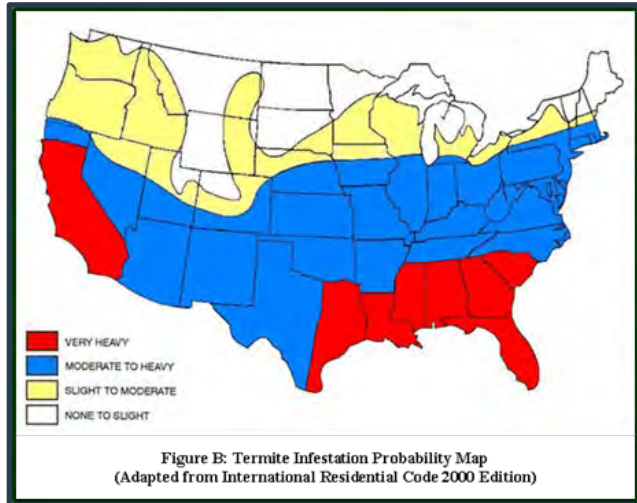 VERY HEAVY
MODERATE TO HEAVY
SLIGHT TO MODERATE
NONE TO SLIGHT
Figure B: Termite Infestation Probability Map
(Adapted from International Residential Code 2000 Edition)